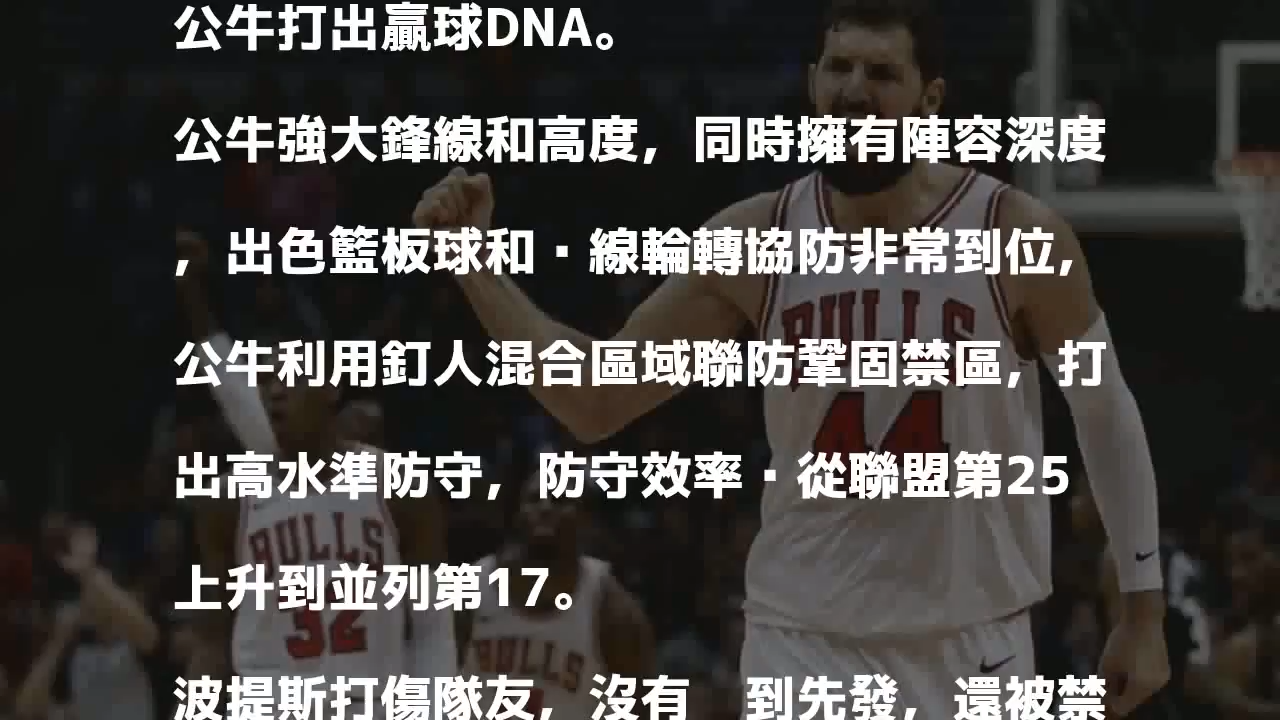 公牛打出贏球DNA。
公牛強大鋒線和高度，同時擁有陣容深度
，出色籃板球和·線輪轉協防非常到位，
公牛利用釘人混合區域聯防鞏固禁區，打
出高水準防守，防守效率·從聯盟第25
上升到並列第17。
波提斯打傷隊友，沒有　到先發，還被禁
BULLS
44
BULLS
32
BULLS